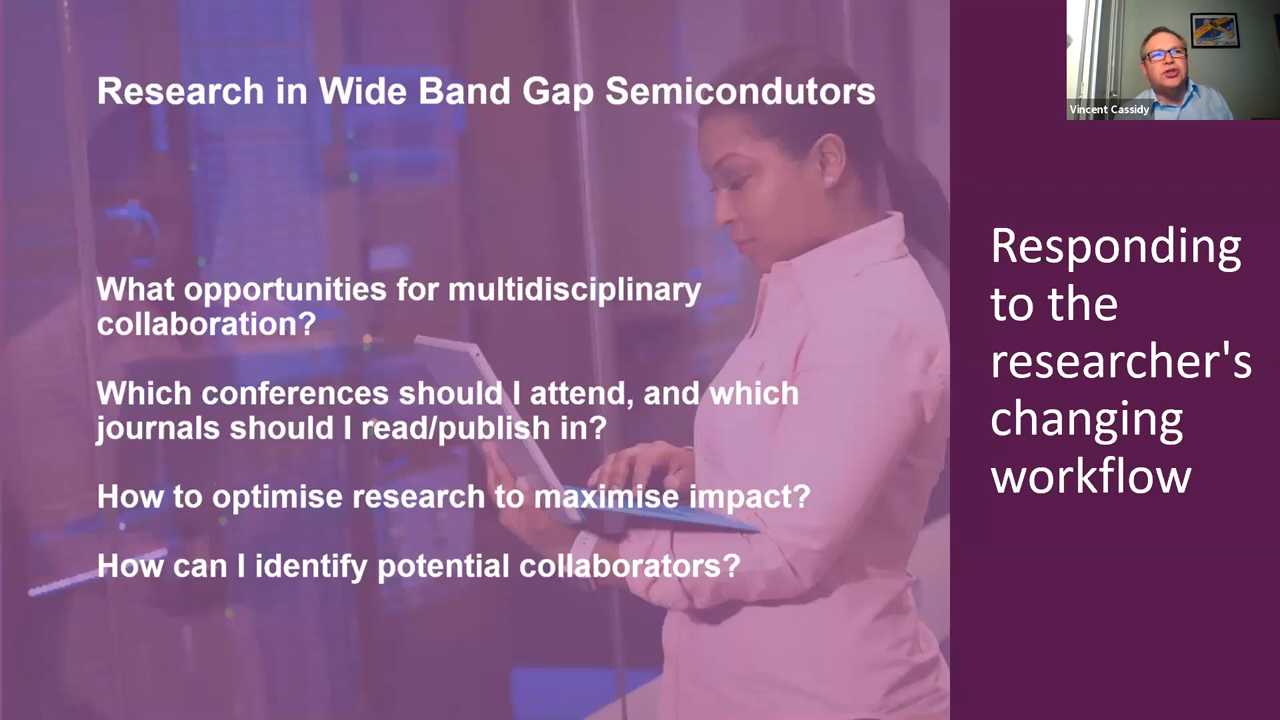 Research in Wide Band Gap Semicondutors
What opportunities for multidisciplinary
collaboration?
Which conferences should I attend, and which
journals should I read/publish in?
How to optimise research to maximise impact?
How can I identify potential collaborators?
Vincent Cassidy
Responding
to the
researcher's
changing
workflow